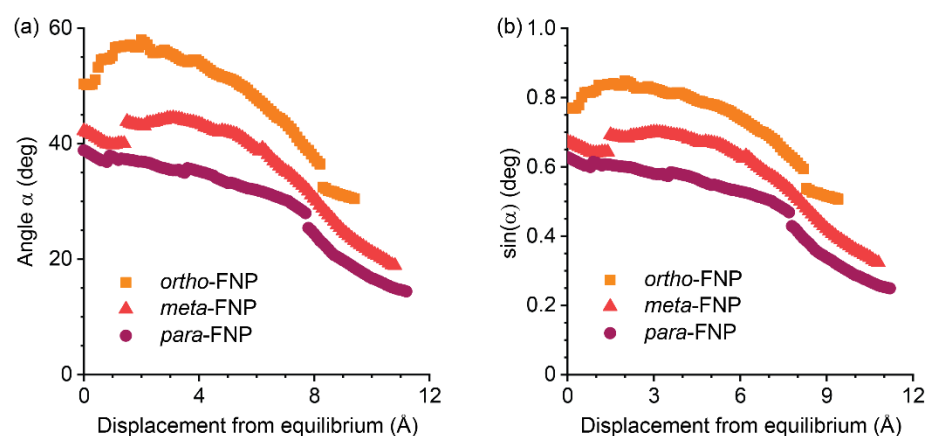 (a)
60
40
20
0
Angle α (deg)
ortho-FNP
meta-FNP
para-FNP
0 4 8 12
Displacement from equilibrium (Å)
(b)
1.0
0.8
0.6
0.4
0.2
0.0
sin(α) (deg)
ortho-FNP
meta-FNP
para-FNP
0 3 6 9 12
Displacement from equilibrium (Å)